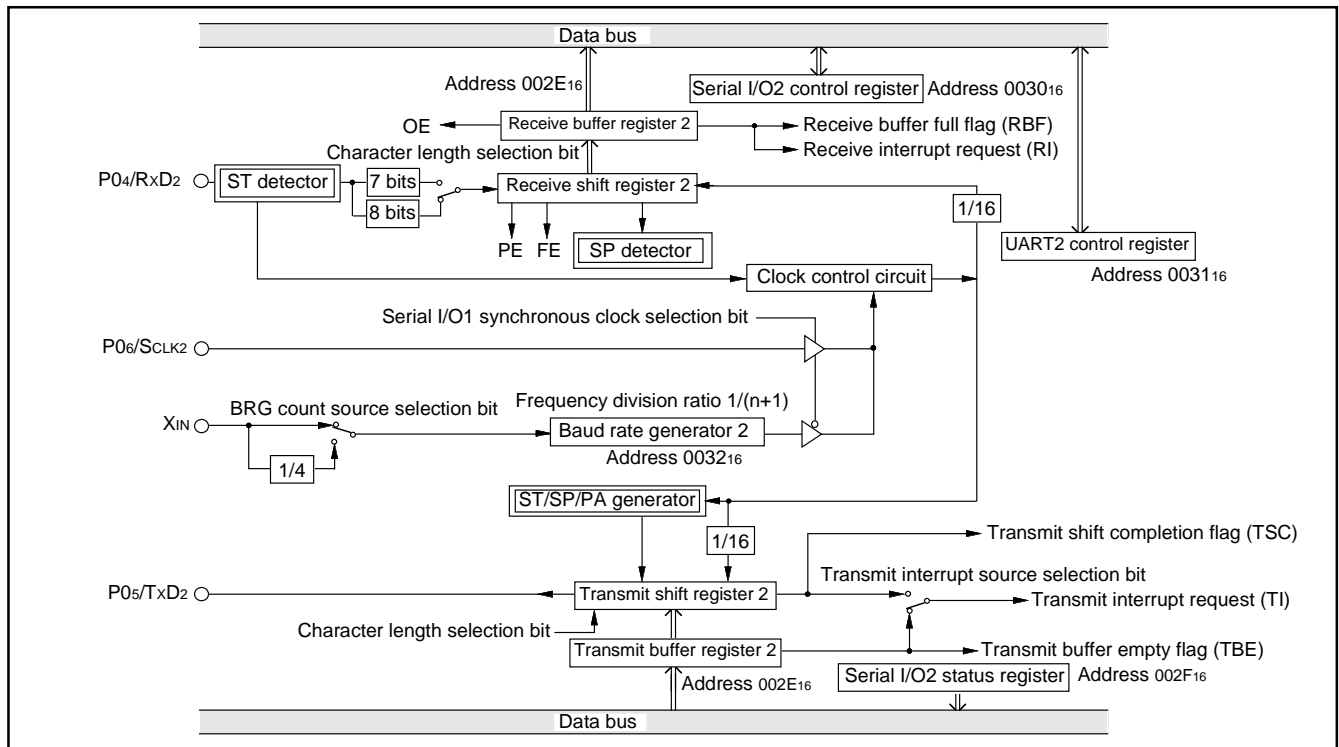 Data bus
Address 002E16
Serial I/O2 control register Address 003016
OE
Receive buffer register 2
Receive buffer full flag (RBF)
Receive interrupt request (RI)
Character length selection bit
P04/RXD2
ST detector
7 bits
8 bits
Receive shift register 2
1/16
PE
FE
SP detector
UART2 control register
Address 003116
Clock control circuit
Serial I/O1 synchronous clock selection bit
P06/SCLK2
XIN
BRG count source selection bit
Frequency division ratio 1/(n+1)
Baud rate generator 2
Address 003216
1/4
ST/SP/PA generator
1/16
Transmit shift completion flag (TSC)
Transmit interrupt source selection bit
P05/TXD2
Transmit shift register 2
Transmit interrupt request (TI)
Character length selection bit
Transmit buffer register 2
Transmit buffer empty flag (TBE)
Address 002E16
Serial I/O2 status register Address 002F16
Data bus